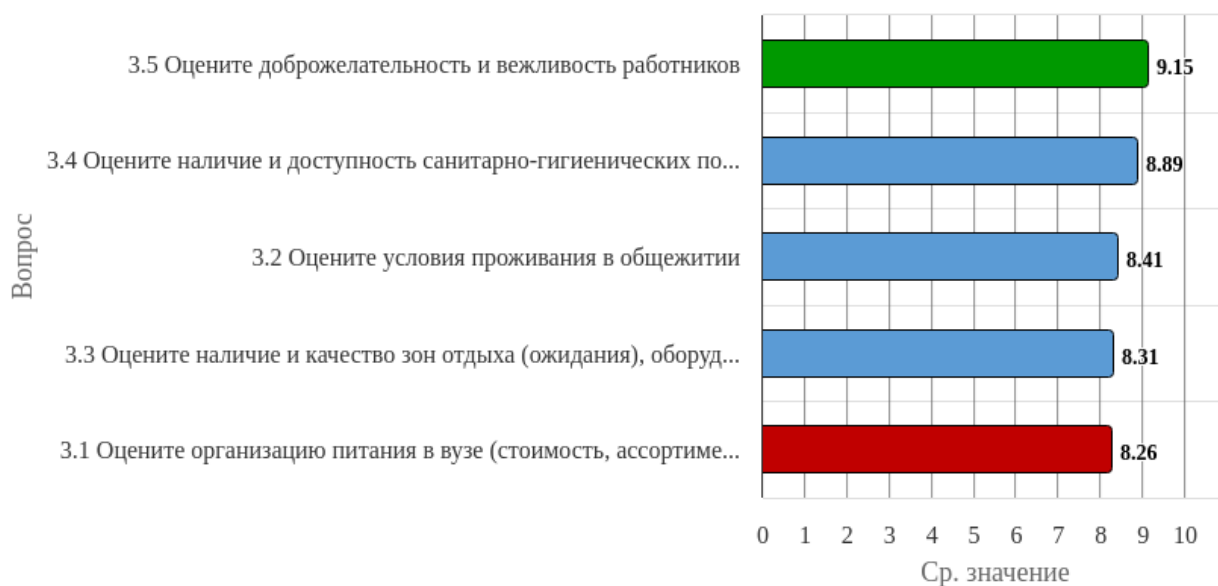 3.5 Оцените доброжелательность и вежливость работников
9.15
3.4 Оцените наличие и доступность санитарно-гигиенических по...
8.89
Вопрос
3.2 Оцените условия проживания в общежитии
8.41
3.3 Оцените наличие и качество зон отдыха (ожидания), оборуд...
8.31
3.1 Оцените организацию питания в вузе (стоимость, ассортиме...
8.26
0 1 2 3 4 5 6 7 8 9 10
Ср. значение